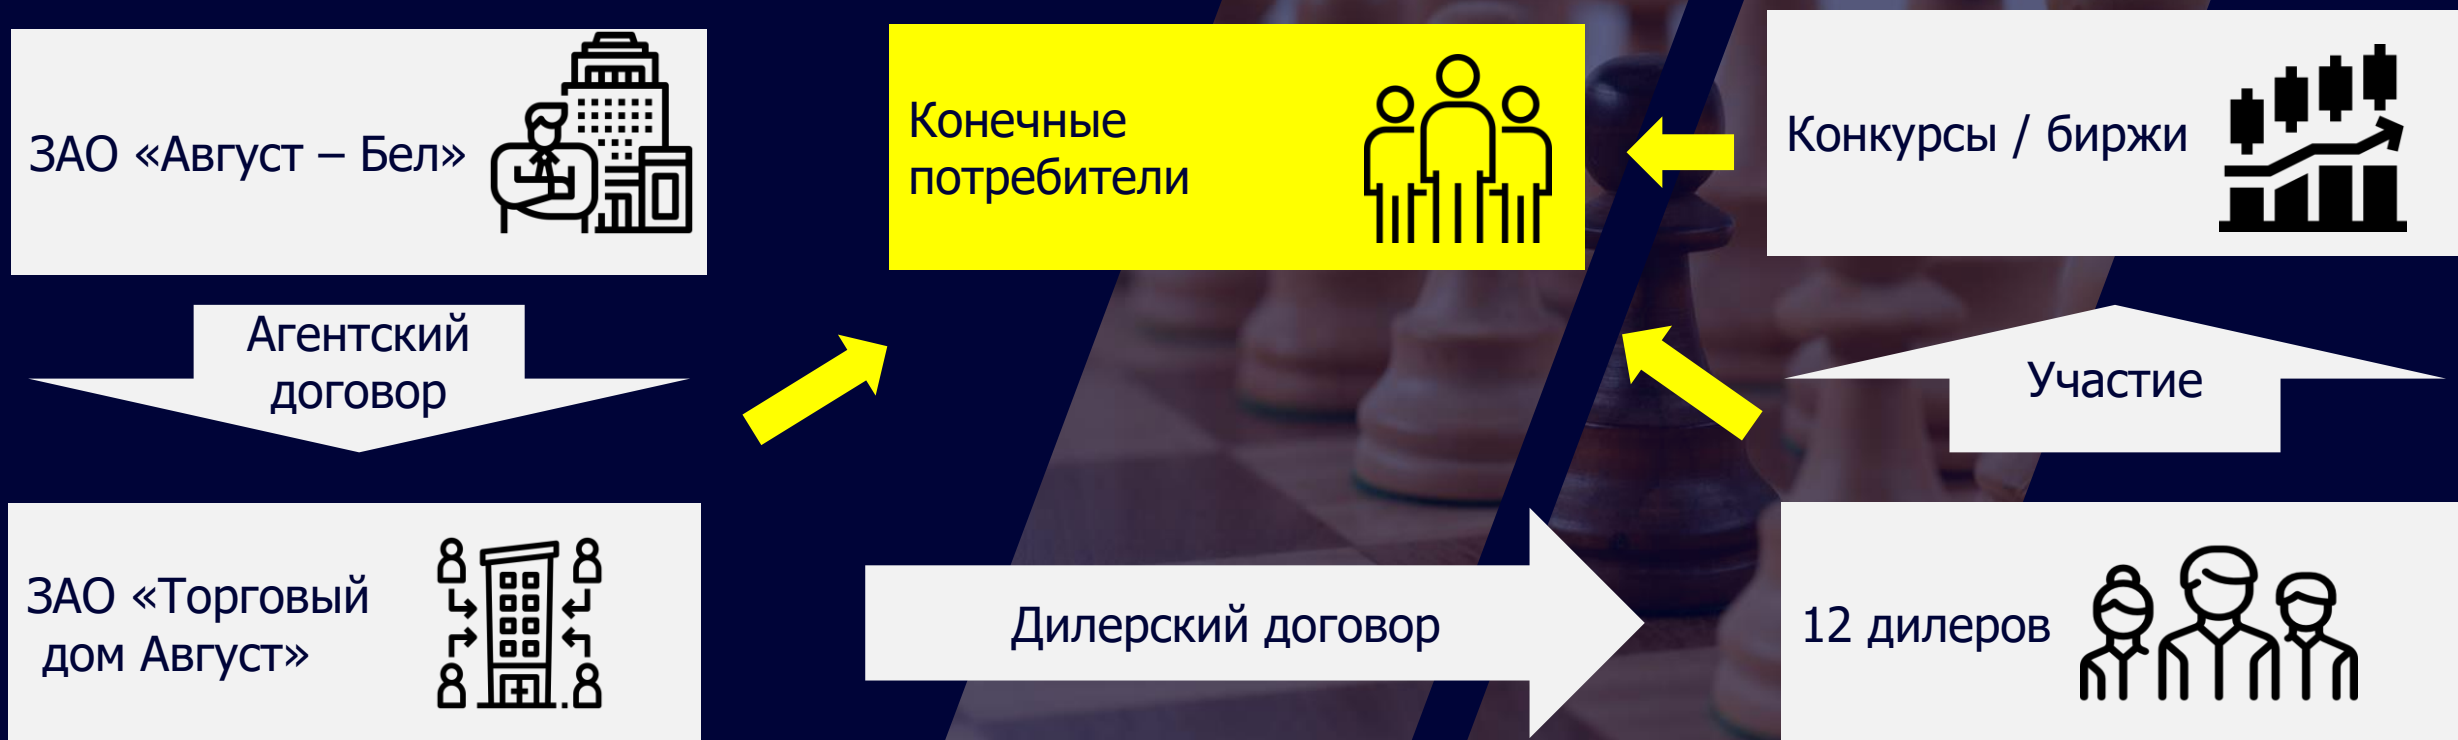 ЗАО «Август – Бел»
Конечные
потребители
Конкурсы / биржи
Агентский
договор
Участие
ЗАО «Торговый
дом Август»
Дилерский договор
12 дилеров